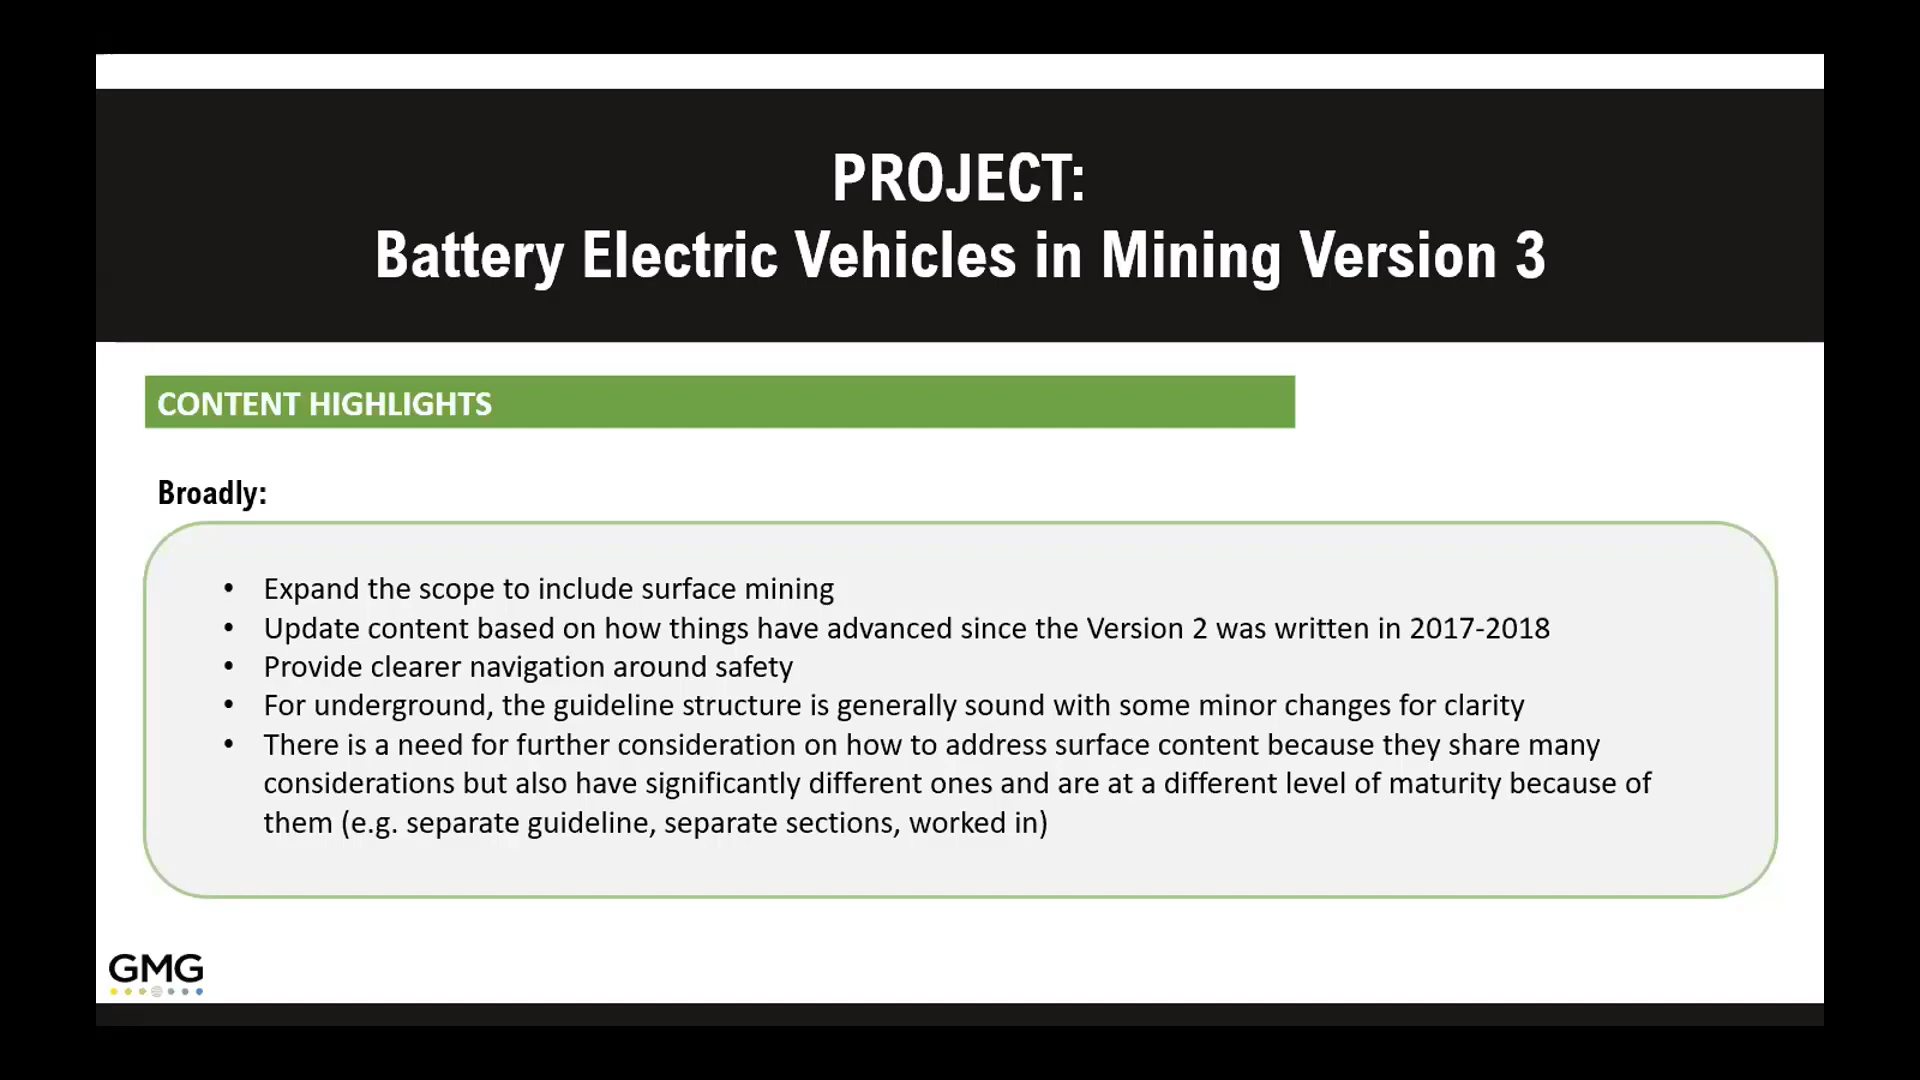 PROJECT:
Battery Electric Vehicles in Mining Version 3
CONTENT HIGHLIGHTS
Broadly:
• Expand the scope to include surface mining
• Update content based on how things have advanced since the Version 2 was written in 2017-2018
• Provide clearer navigation around safety
• For underground, the guideline structure is generally sound with some minor changes for clarity
• There is a need for further consideration on how to address surface content because they share many
considerations but also have significantly different ones and are at a different level of maturity because of
them (e.g. separate guideline, separate sections, worked in)
GMG